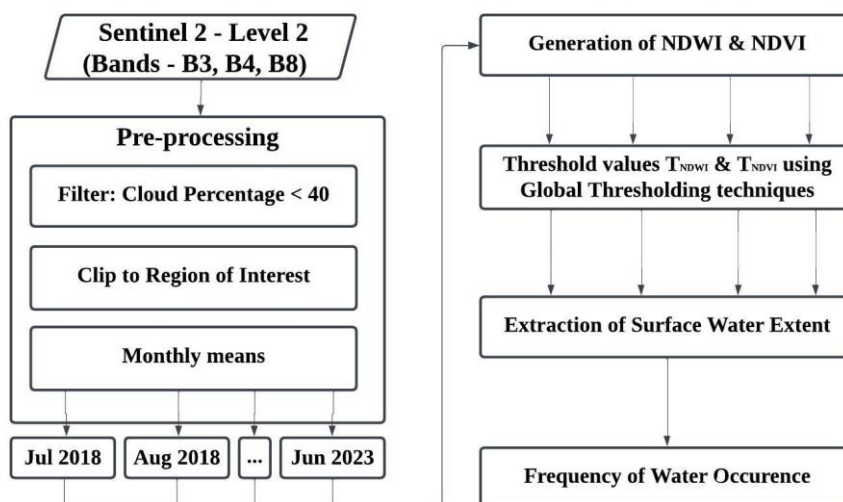 Sentinel 2 - Level 2
(Bands - B3, B4, B8)
Pre-processing
Filter: Cloud Percentage < 40
Clip to Region of Interest
Monthly means
Jul 2018
Aug 2018
...
Jun 2023
Generation of NDWI & NDVI
Threshold values TNDWI & TNDVI using
Global Thresholding techniques
Extraction of Surface Water Extent
Frequency of Water Occurence